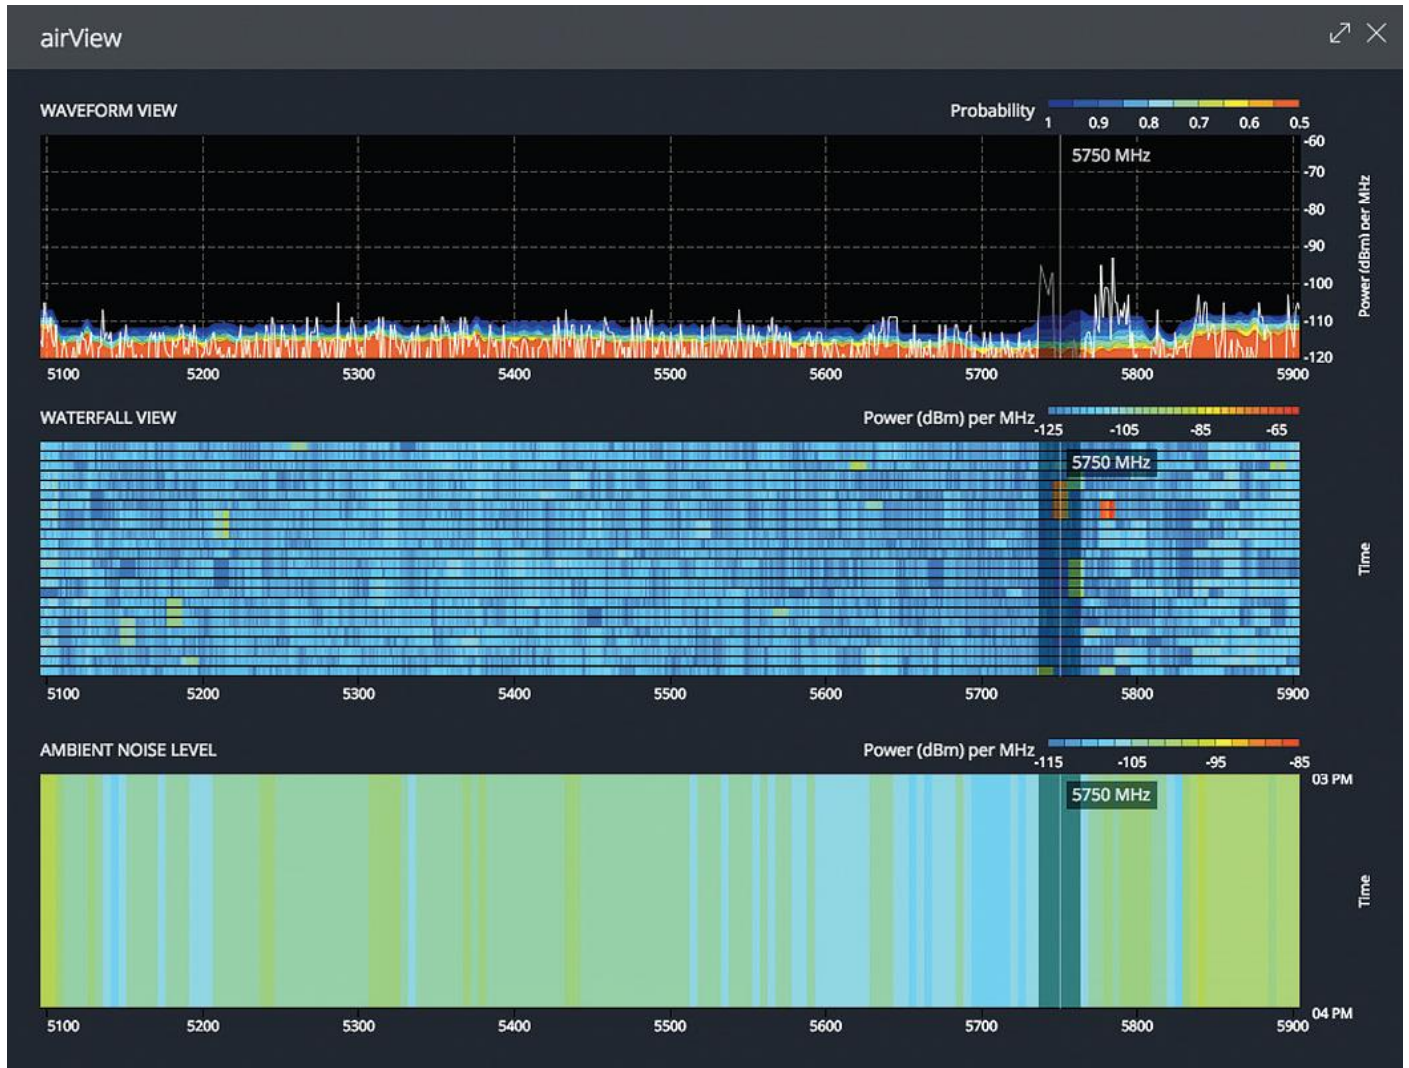 airView
WAVEFORM VIEW
Probability
1 0.9 0.8 0.7 0.6 0.5
5750 MHz
-60
-70
-80
-90
-100
-110
-120
Power (dBm) per MHz
5100 5200 5300 5400 5500 5600 5700 5800 5900
WATERFALL VIEW
Power (dBm) per MHz
-125 -105 -85 -65
5750 MHz
Time
5100 5200 5300 5400 5500 5600 5700 5800 5900
AMBIENT NOISE LEVEL
Power (dBm) per MHz
-115 -105 -95 -85
5750 MHz
03 PM
Time
04 PM
5100 5200 5300 5400 5500 5600 5700 5800 5900